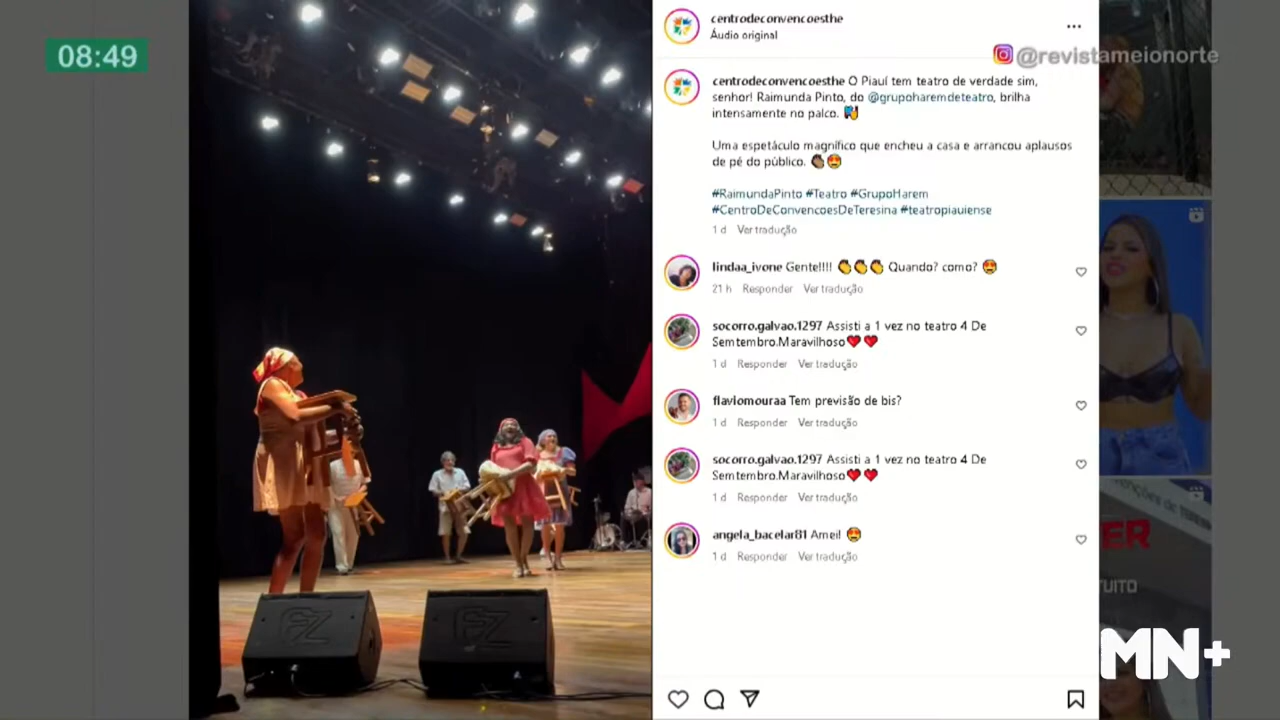 08:49
centrodeconvencoesthe
Áudio original
@revistameionorte
centrodeconvencoesthe O Piauí tem teatro de verdade sim,
senhor! Raimunda Pinto, do @grupoharemdeteatro, brilha
intensamente no palco.
Uma espetáculo magnífico que encheu a casa e arrancou aplausos
de pé do público.
#RaimundaPinto #Teatro #GrupoHarem
#CentroDeConvencoesDeTeresina #teatropiauiense
1 d Ver tradução
lindaa_ivone Gente!!!! Quando? como?
21 h Responder Ver tradução
socorro.galvao.1297 Assisti a 1 vez no teatro 4 De
Semtembro.Maravilhoso
1 d Responder Ver tradução
flaviomouraa Tem previsão de bis?
1 d Responder Ver tradução
socorro.galvao.1297 Assisti a 1 vez no teatro 4 De
Semtembro.Maravilhoso
1 d Responder Ver tradução
angela_bacelar81 Amei!
1 d Responder Ver tradução
ER
TUITO
MN+
FZ
FZ